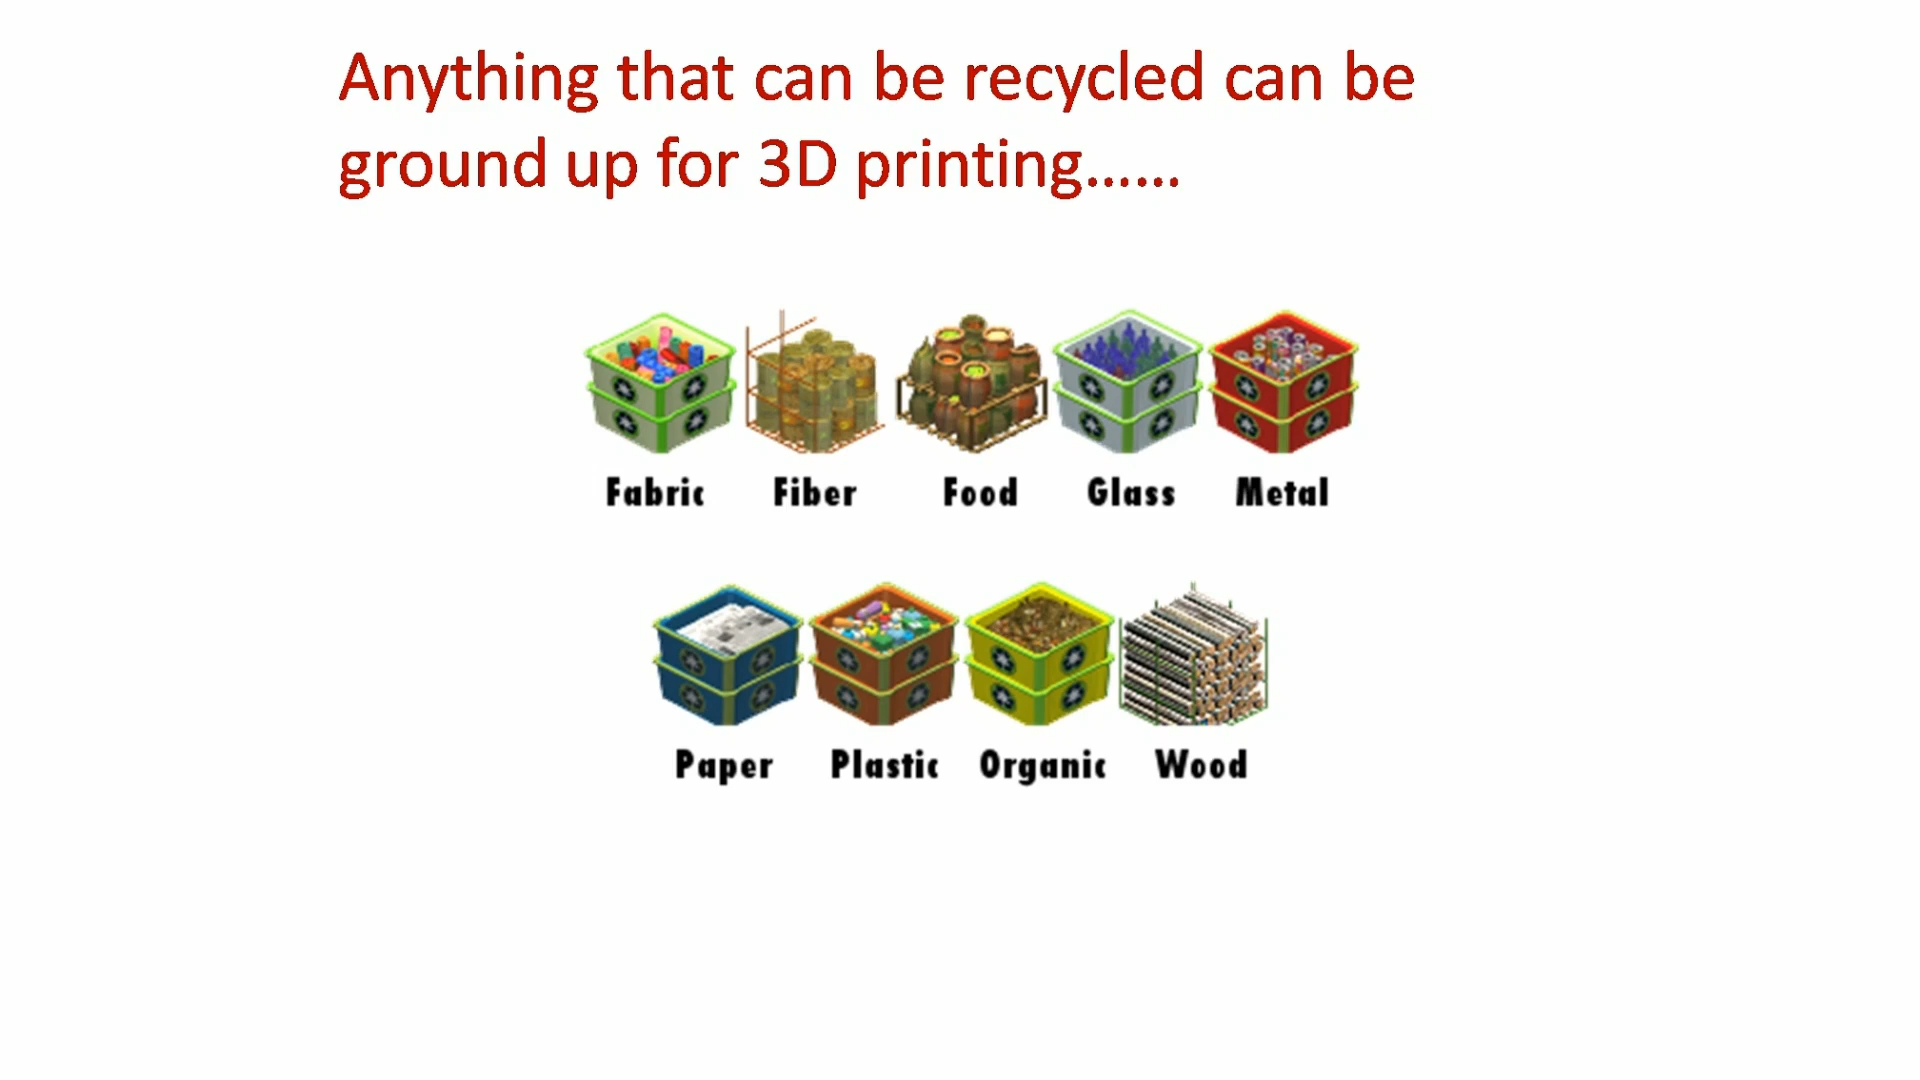 Anything that can be recycled can be
ground up for 3D printing......
Fabric Fiber Food Glass Metal
Paper Plastic Organic Wood